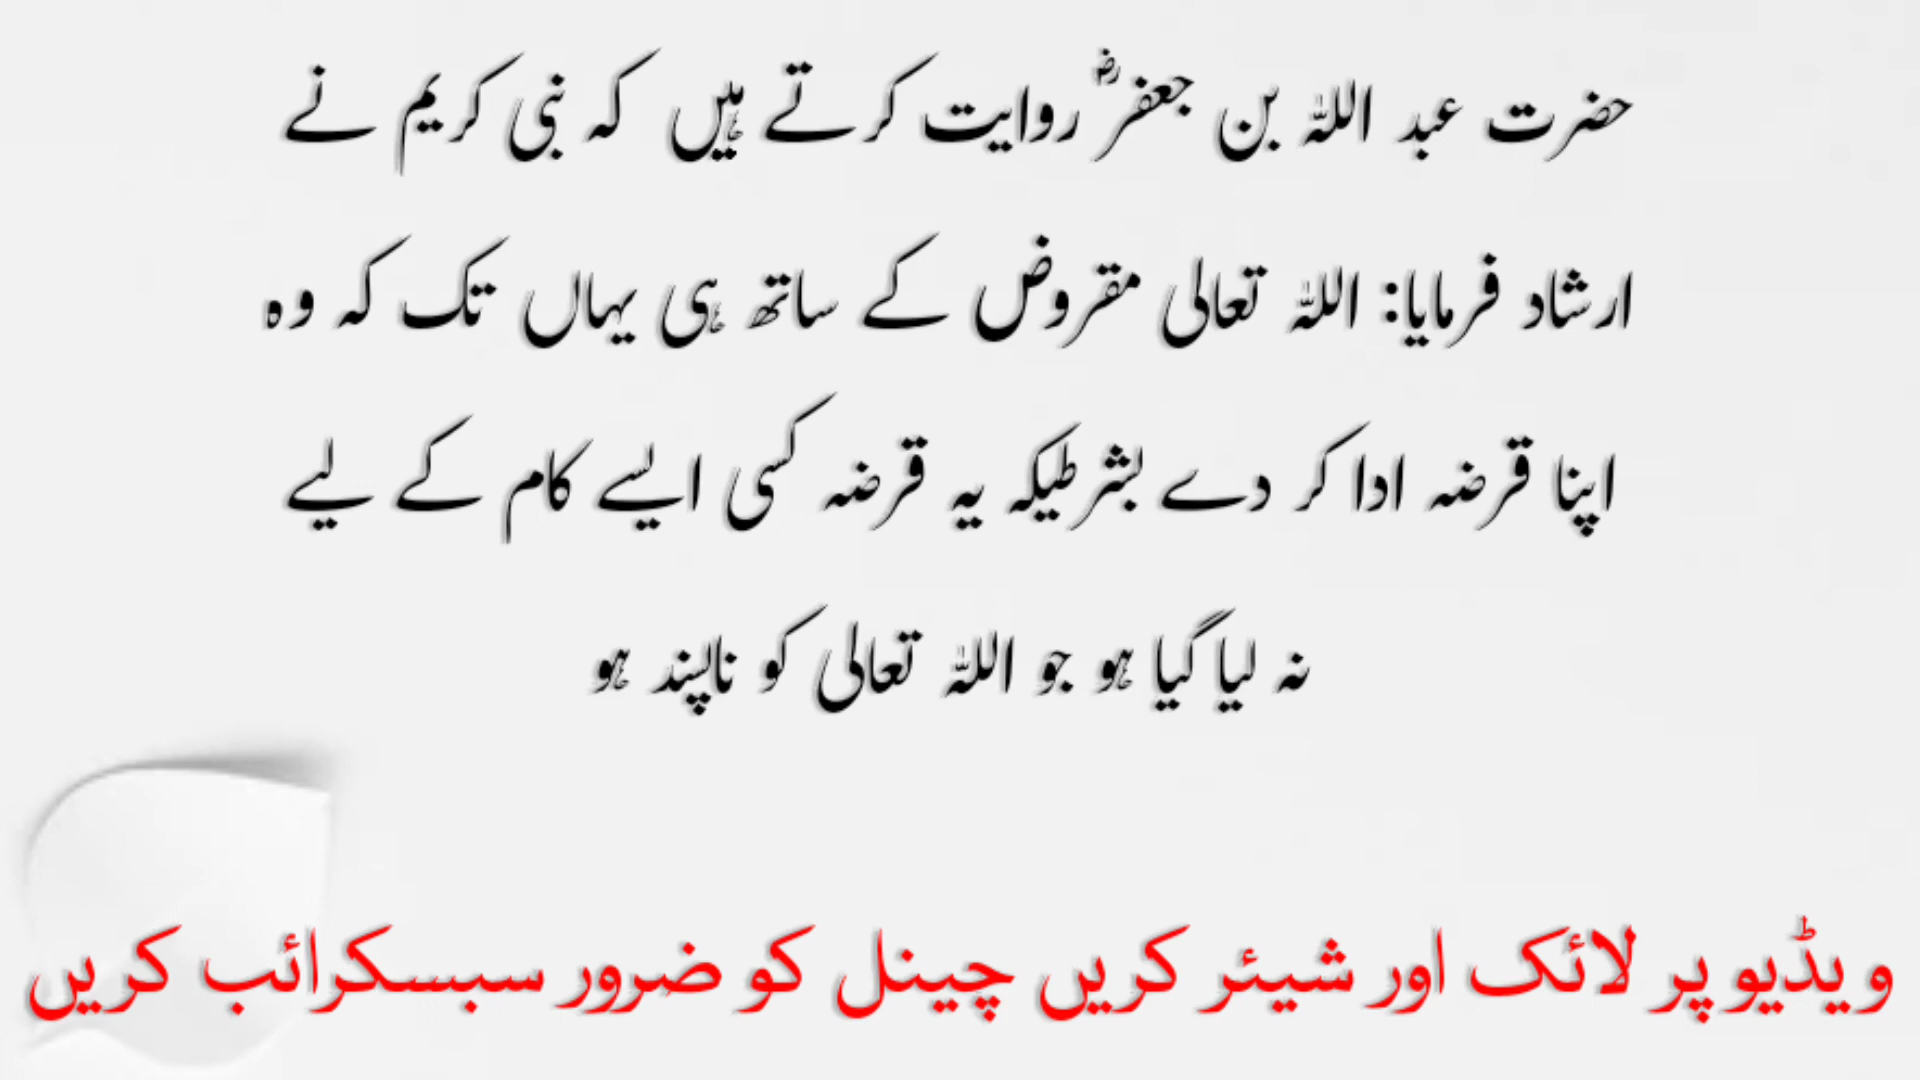 حضرت عبد اللہ بن جعفرؓ روایت کرتے ہیں کہ نبی کریم نے
ارشاد فرمایا: اللہ تعالی مقروض کے ساتھ ہی یہاں تک کہ وہ
اپنا قرضہ ادا کر دے بشرطیکہ یہ قرضہ کسی ایسے کام کے لیے
نہ لیا گیا ہو جو اللہ تعالی کو ناپسند ہو
ویڈیو پر لائک اور شیئر کریں چینل کو ضرور سبسکرائب کریں